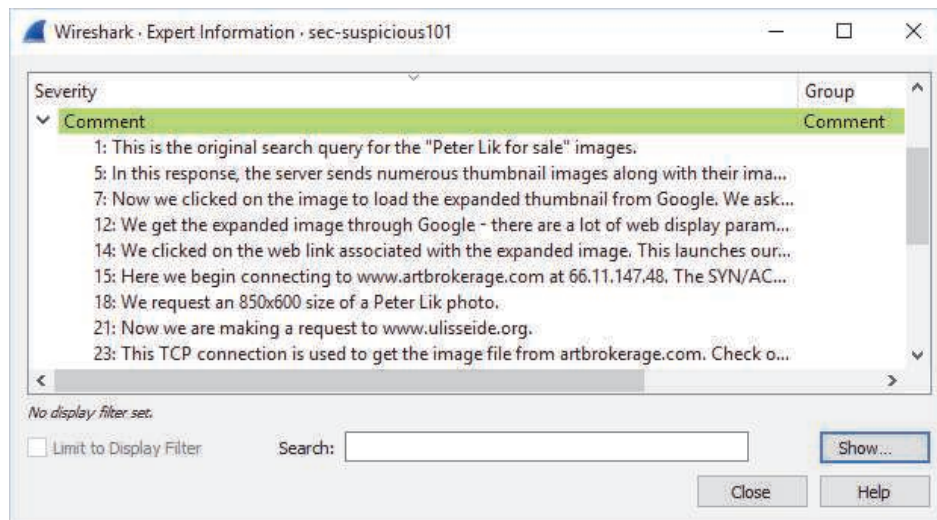 Wireshark · Expert Information · sec-suspicious101
Severity Group
Comment Comment
1: This is the original search query for the "Peter Lik for sale" images.
5: In this response, the server sends numerous thumbnail images along with their ima...
7: Now we clicked on the image to load the expanded thumbnail from Google. We ask...
12: We get the expanded image through Google - there are a lot of web display param...
14: We clicked on the web link associated with the expanded image. This launches our...
15: Here we begin connecting to www.artbrokerage.com at 66.11.147.48. The SYN/AC...
18: We request an 850x600 size of a Peter Lik photo.
21: Now we are making a request to www.ulisseide.org.
23: This TCP connection is used to get the image file from artbrokerage.com. Check o...
No display filter set.
Limit to Display Filter Search: Show...
Close Help